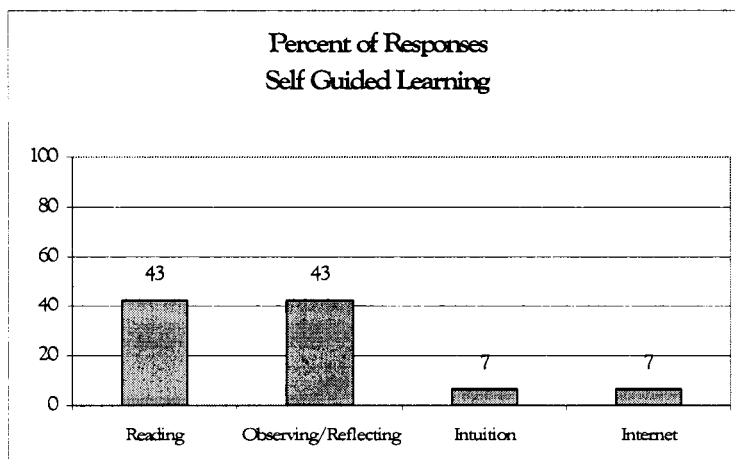 Percent of Responses
Self Guided Learning
100
80
60
40
20
0
43
43
7
7
Reading
Observing/Reflecting
Intuition
Internet